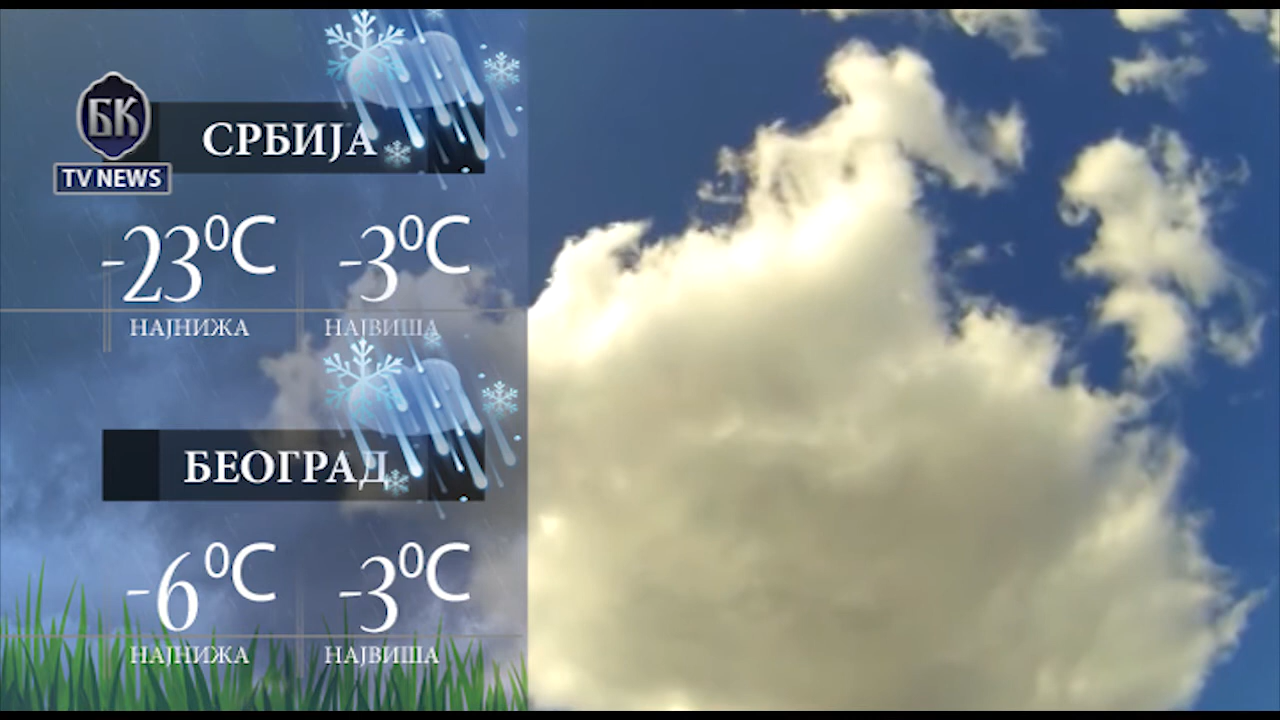 БК
TV NEWS
СРБИЈА
-23°C -3°C
НАЈНИЖА НАЈВИША
БЕОГРАД
-6°C -3°C
НАЈНИЖА НАЈВИША